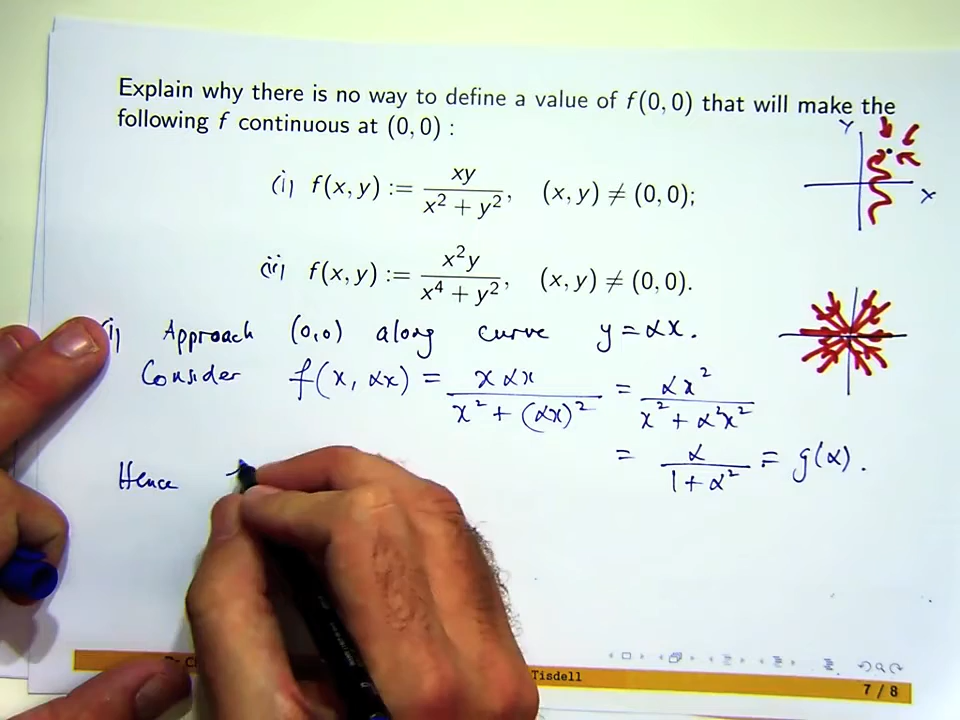 Explain why there is no way to define a value of f(0, 0) that will make the
following f continuous at (0, 0) :
Y
X
(i) f(x, y) := xy / x² + y², (x, y) ≠ (0, 0);
(ii) f(x, y) := x²y / x⁴ + y², (x, y) ≠ (0, 0).
Approach (0,0) along curve y = αx.
Consider f(x, αx) = x αx / x² + (αx)² = αx² / x² + α²x²
= α / 1 + α² = g(α).
Hence
Tisdell
7 / 8